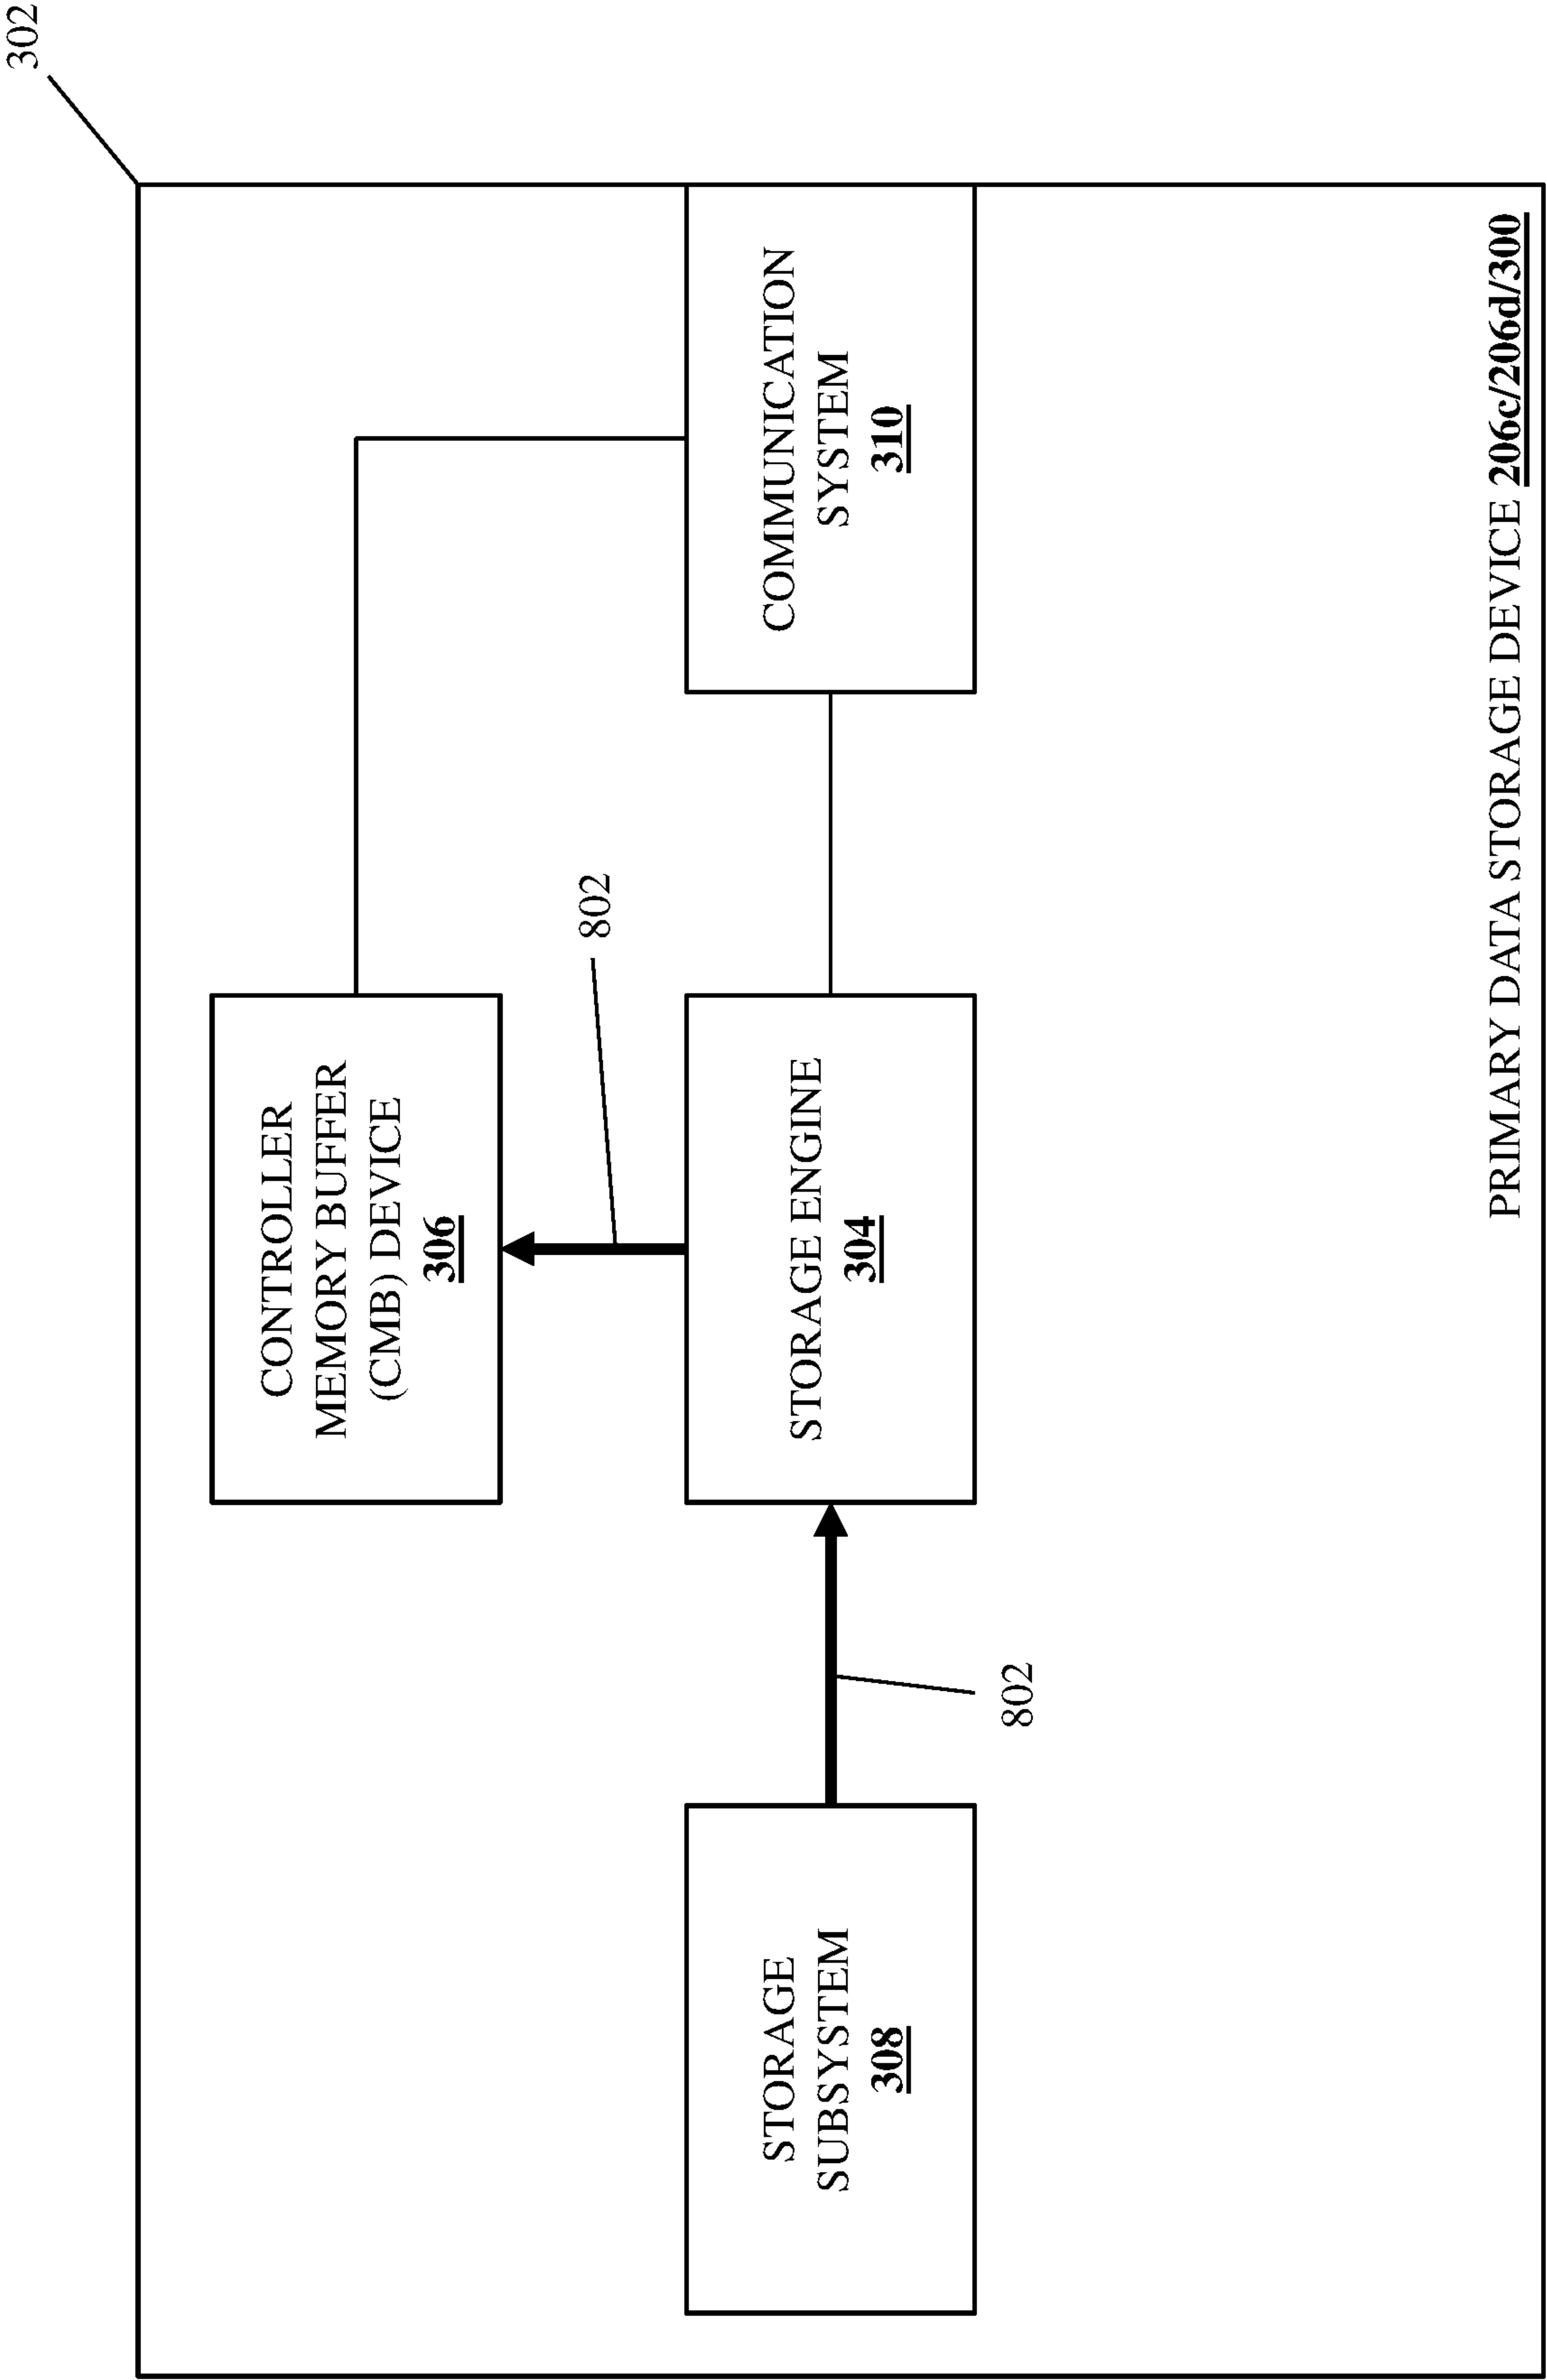 302
CONTROLLER
MEMORY BUFFER
(CMB) DEVICE
306
802
STORAGE
SUBSYSTEM
308
STORAGE ENGINE
304
COMMUNICATION
SYSTEM
310
802
PRIMARY DATA STORAGE DEVICE 206c/206d/300